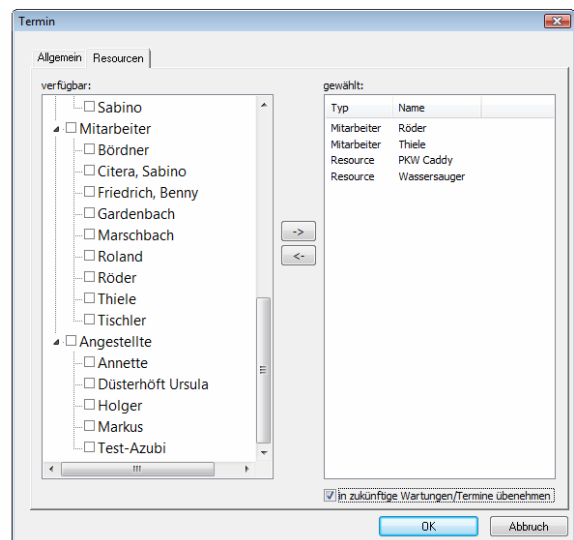 Termin
Allgemein Resourcen
verfügbar:
Sabino
Mitarbeiter
Bördner
Citera, Sabino
Friedrich, Benny
Gardenbach
Marschbach
Roland
Röder
Thiele
Tischler
Angestellte
Annette
Düsterhöft Ursula
Holger
Markus
Test-Azubi
->
<-
gewählt:
Typ Name
Mitarbeiter Röder
Mitarbeiter Thiele
Resource PKW Caddy
Resource Wassersauger
in zukünftige Wartungen/Termine übenehmen
OK Abbruch